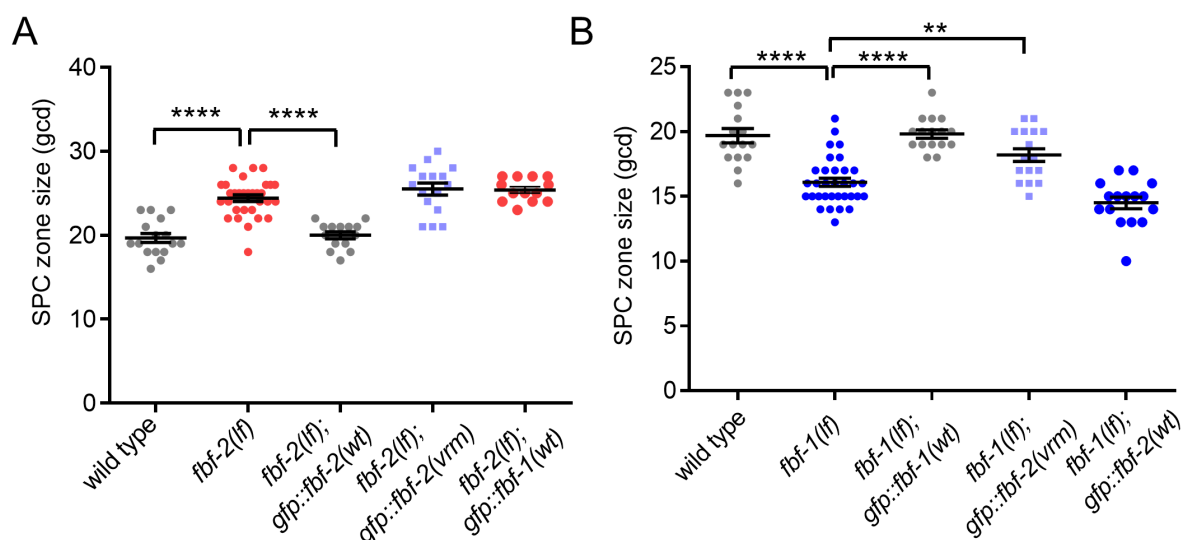 A
SPC zone size (gcd)
40
30
20
10
0
****
****
wild type
fbf-2(lf)
fbf-2(lf);
gfp::fbf-2(wt)
fbf-2(lf);
gfp::fbf-2(vrm)
fbf-2(lf);
gfp::fbf-1(wt)
B
SPC zone size (gcd)
25
20
15
10
5
0
**
****
****
wild type
fbf-1(lf)
fbf-1(lf);
gfp::fbf-1(wt)
fbf-1(lf);
gfp::fbf-2(vrm)
fbf-1(lf);
gfp::fbf-2(wt)